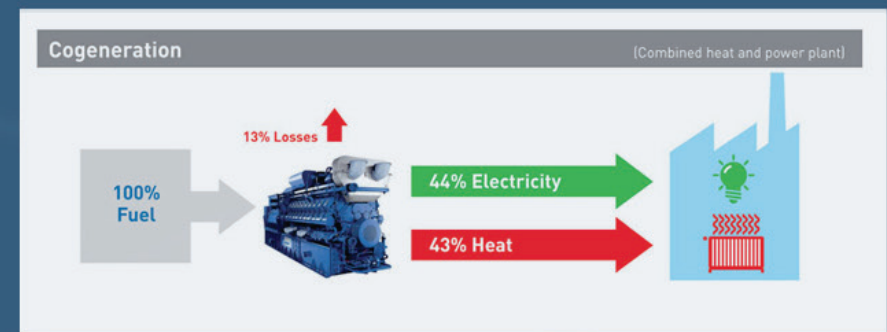 Cogeneration
(Combined heat and power plant)
13% Losses
100%
Fuel
44% Electricity
43% Heat